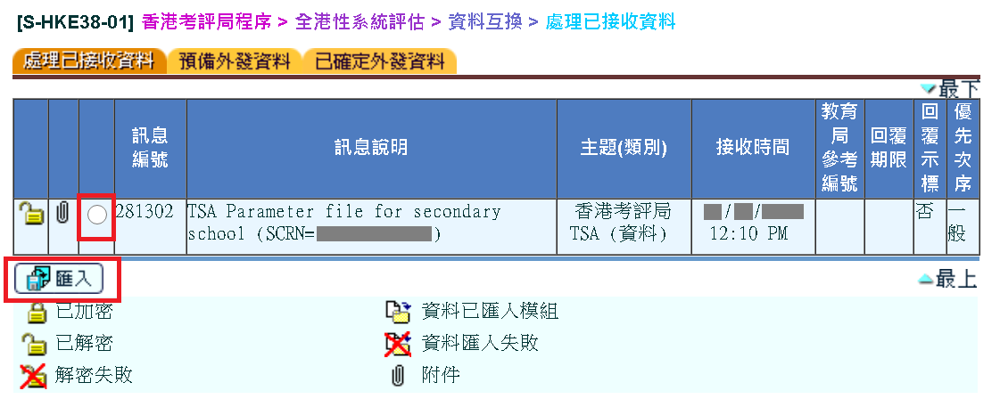 [S-HKE38-01] 香港考評局程序 > 全港性系統評估 > 資料互換 > 處理已接收資料
處理已接收資料 預備外發資料 已確定外發資料
最下
訊息編號 訊息說明 主題(類別) 接收時間 教育局參考編號 回覆期限 回覆示標 優先次序
281302 TSA Parameter file for secondary 香港考評局 / / 否 一般
school (SCRN= ) TSA (資料) 12:10 PM
匯入 最上
已加密 資料已匯入模組
已解密 資料匯入失敗
解密失敗 附件